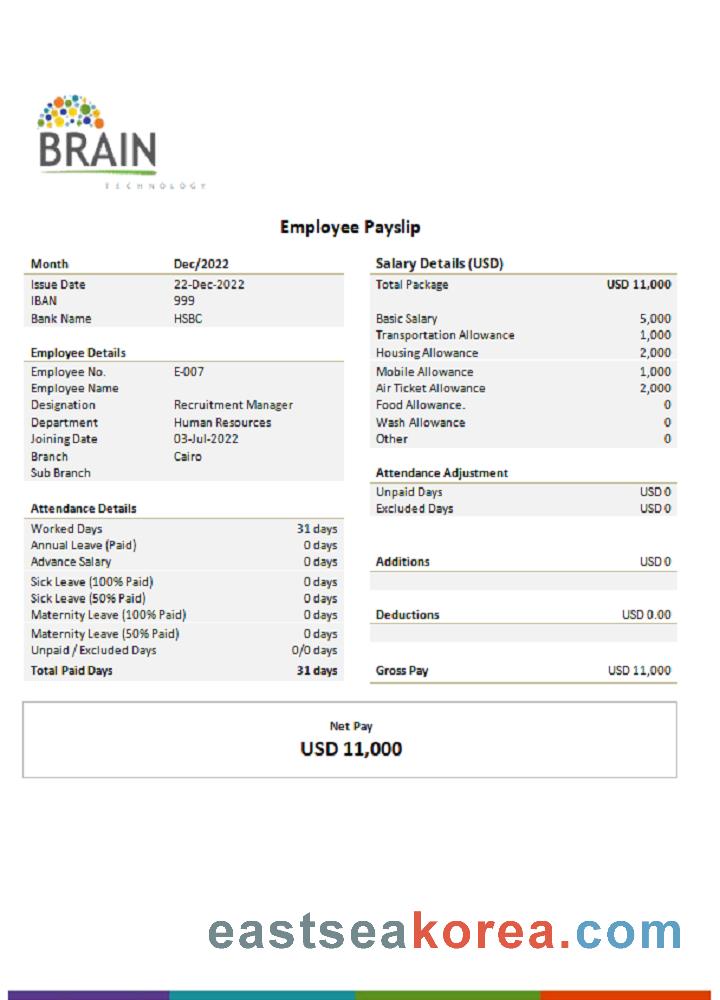 BRAIN
TECHNOLOGY
Employee Payslip
Month Dec/2022
Issue Date 22-Dec-2022
IBAN 999
Bank Name HSBC
Employee Details
Employee No. E-007
Employee Name
Designation Recruitment Manager
Department Human Resources
Joining Date 03-Jul-2022
Branch Cairo
Sub Branch
Attendance Details
Worked Days 31 days
Annual Leave (Paid) 0 days
Advance Salary 0 days
Sick Leave (100% Paid) 0 days
Sick Leave (50% Paid) 0 days
Maternity Leave (100% Paid) 0 days
Maternity Leave (50% Paid) 0 days
Unpaid / Excluded Days 0/0 days
Total Paid Days 31 days
Salary Details (USD)
Total Package USD 11,000
Basic Salary 5,000
Transportation Allowance 1,000
Housing Allowance 2,000
Mobile Allowance 1,000
Air Ticket Allowance 2,000
Food Allowance. 0
Wash Allowance 0
Other 0
Attendance Adjustment
Unpaid Days USD 0
Excluded Days USD 0
Additions USD 0
Deductions USD 0.00
Gross Pay USD 11,000
Net Pay
USD 11,000
eastseakorea.com